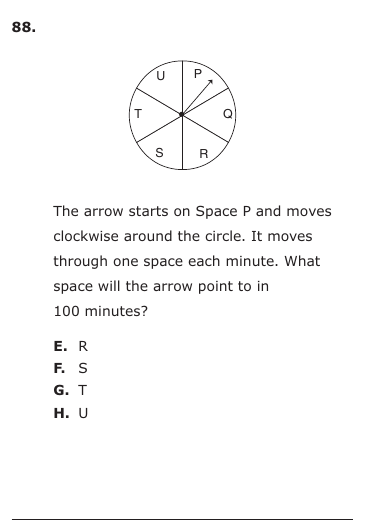 88.
U P
T Q
S R
The arrow starts on Space P and moves
clockwise around the circle. It moves
through one space each minute. What
space will the arrow point to in
100 minutes?
E. R
F. S
G. T
H. U